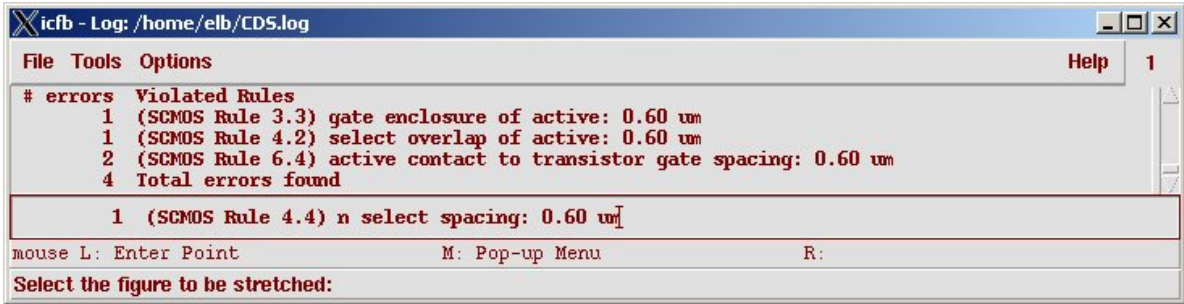 icfb - Log: /home/elb/CDS.log
File Tools Options Help 1
# errors Violated Rules
1 (SCMOS Rule 3.3) gate enclosure of active: 0.60 um
1 (SCMOS Rule 4.2) select overlap of active: 0.60 um
2 (SCMOS Rule 6.4) active contact to transistor gate spacing: 0.60 um
4 Total errors found
1 (SCMOS Rule 4.4) n select spacing: 0.60 um
mouse L: Enter Point M: Pop-up Menu R:
Select the figure to be stretched: